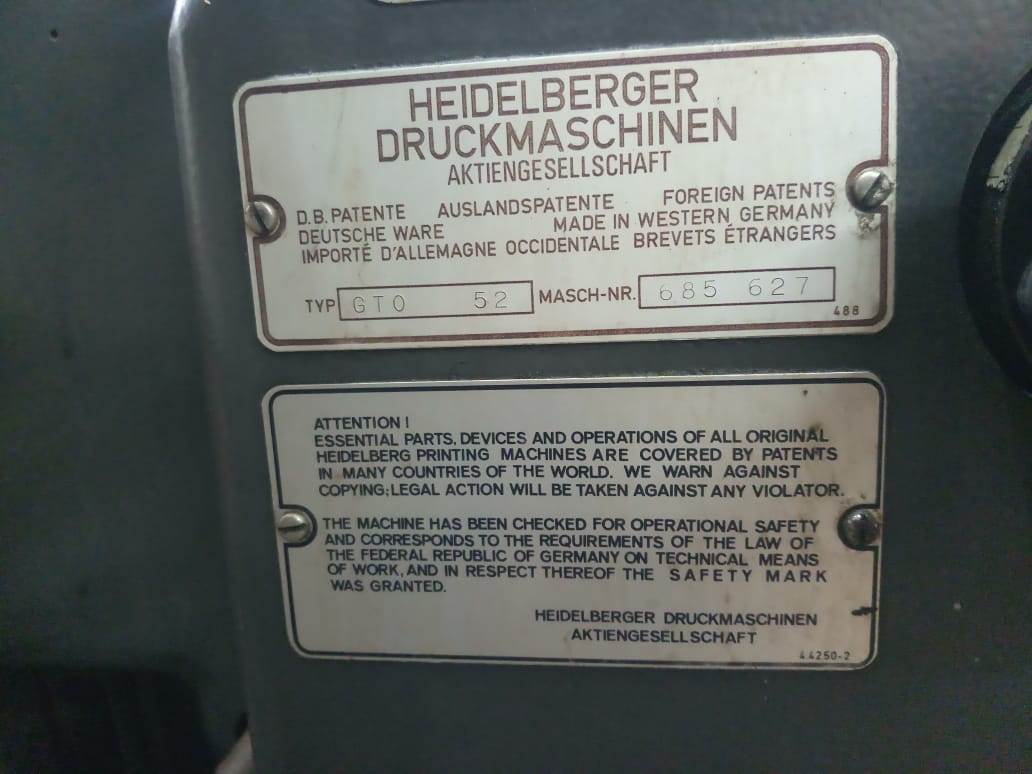 HEIDELBERGER
DRUCKMASCHINEN
AKTIENGESELLSCHAFT
D.B. PATENTE AUSLANDSPATENTE FOREIGN PATENTS
DEUTSCHE WARE MADE IN WESTERN GERMANY
IMPORTÉ D'ALLEMAGNE OCCIDENTALE BREVETS ÉTRANGERS
TYP GTO 52 MASCH-NR. 685 627
488
ATTENTION !
ESSENTIAL PARTS, DEVICES AND OPERATIONS OF ALL ORIGINAL
HEIDELBERG PRINTING MACHINES ARE COVERED BY PATENTS
IN MANY COUNTRIES OF THE WORLD. WE WARN AGAINST
COPYING; LEGAL ACTION WILL BE TAKEN AGAINST ANY VIOLATOR.
THE MACHINE HAS BEEN CHECKED FOR OPERATIONAL SAFETY
AND CORRESPONDS TO THE REQUIREMENTS OF THE LAW OF
THE FEDERAL REPUBLIC OF GERMANY ON TECHNICAL MEANS
OF WORK, AND IN RESPECT THEREOF THE SAFETY MARK
WAS GRANTED.
HEIDELBERGER DRUCKMASCHINEN
AKTIENGESELLSCHAFT
4.4250-2